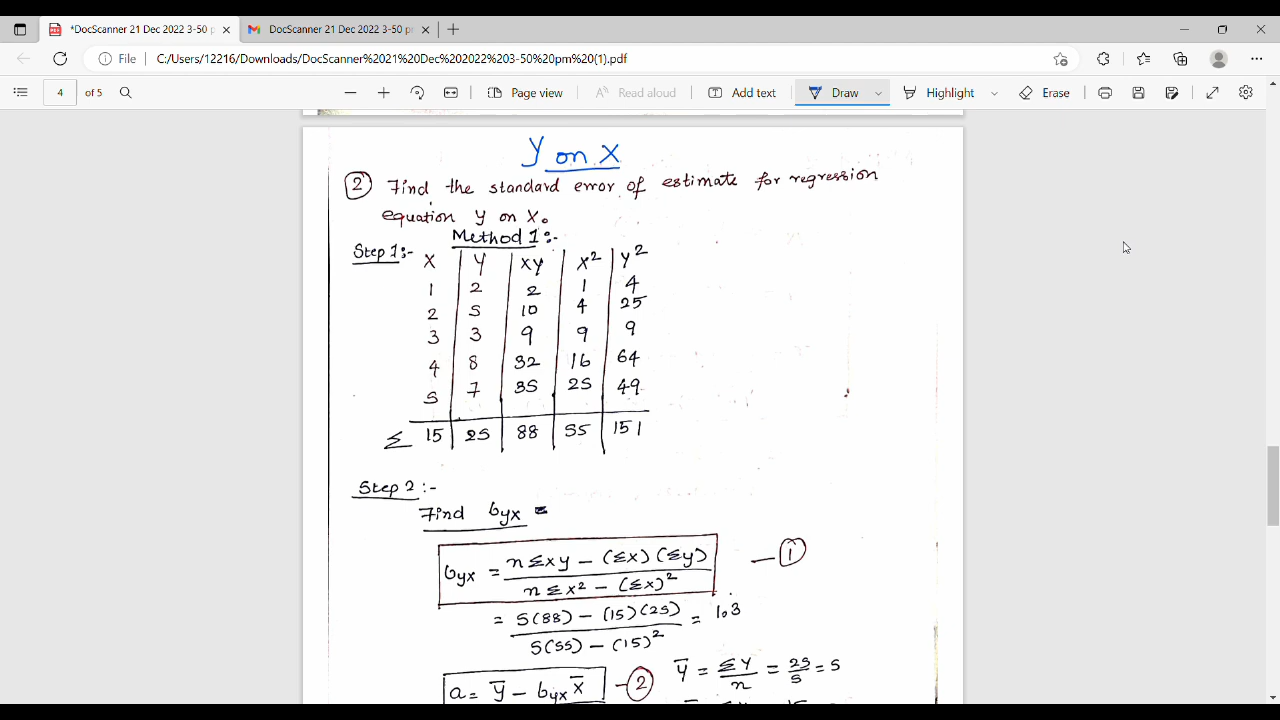 *DocScanner 21 Dec 2022 3-50 p
DocScanner 21 Dec 2022 3-50 pm
File C:/Users/12216/Downloads/DocScanner%2021%20Dec%202022%203-50%20pm%20(1).pdf
4 of 5 Page view Read aloud Add text Draw Highlight Erase
Y on X
2 Find the standard error of estimate for regression
equation Y on X.
Method 1:-
Step 1:-
X Y XY X² Y²
1 2 2 1 4
2 5 10 4 25
3 3 9 9 9
4 8 32 16 64
5 7 35 25 49
Σ 15 25 88 55 151
Step 2:-
Find byx =
byx = nΣxy - (Σx)(Σy) / nΣx² - (Σx)² — 1
= 5(88) - (15)(25) / 5(55) - (15)² = 1.3
a = Y̅ - byx X̅ - 2 Y̅ = ΣY/n = 25/5 = 5